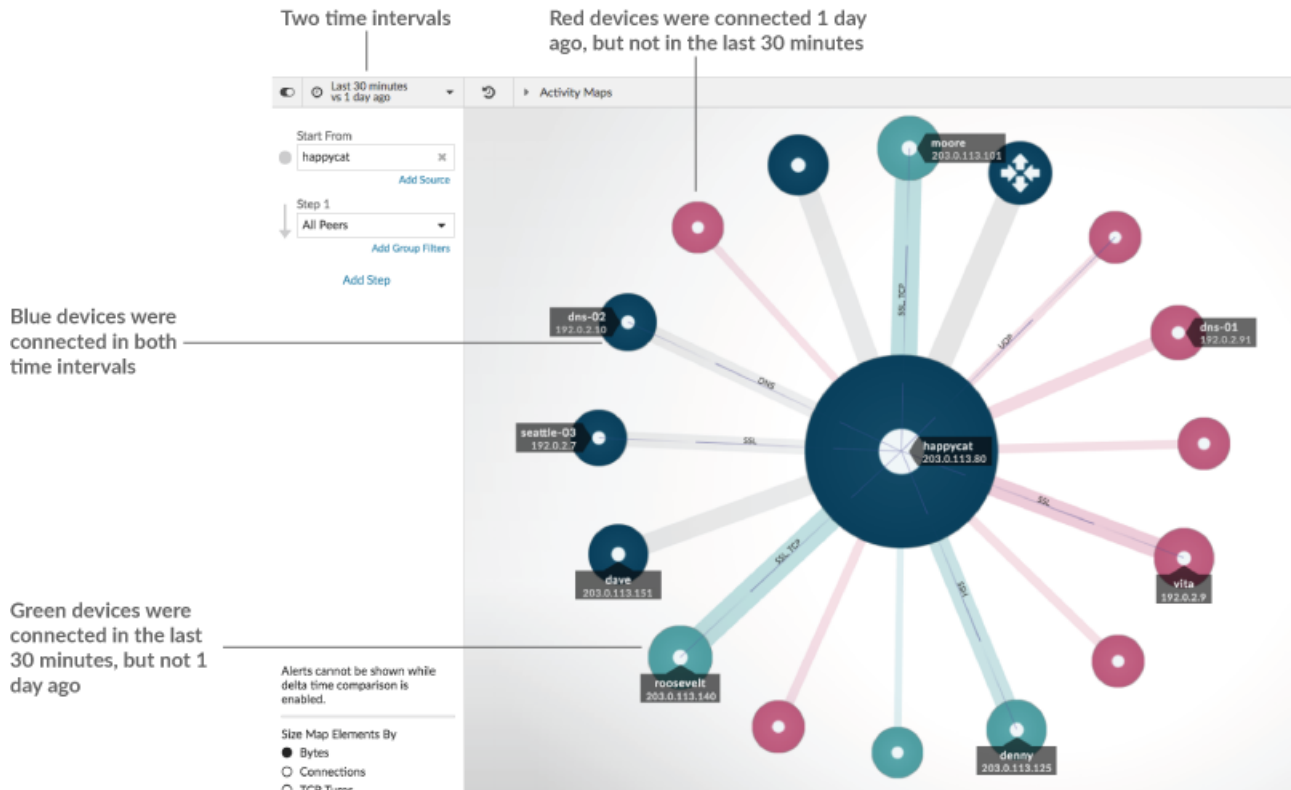 Two time intervals
Red devices were connected 1 day
ago, but not in the last 30 minutes
Last 30 minutes
vs 1 day ago
Activity Maps
Start From
happycat
Add Source
Step 1
All Peers
Add Group Filters
Add Step
Blue devices were
connected in both
time intervals
Green devices were
connected in the last
30 minutes, but not 1
day ago
Alerts cannot be shown while
delta time comparison is
enabled.
Size Map Elements By
Bytes
Connections
TCP Turns
moore
203.0.113.101
SSL, TCP
UDP
dns-01
192.0.2.91
dns-02
192.0.2.10
DNS
seattle-03
192.0.2.7
SSL
happycat
203.0.113.80
SSL
vita
192.0.2.9
dave
203.0.113.151
SSL, TCP
SSH
roosevelt
203.0.113.140
denny
203.0.113.125